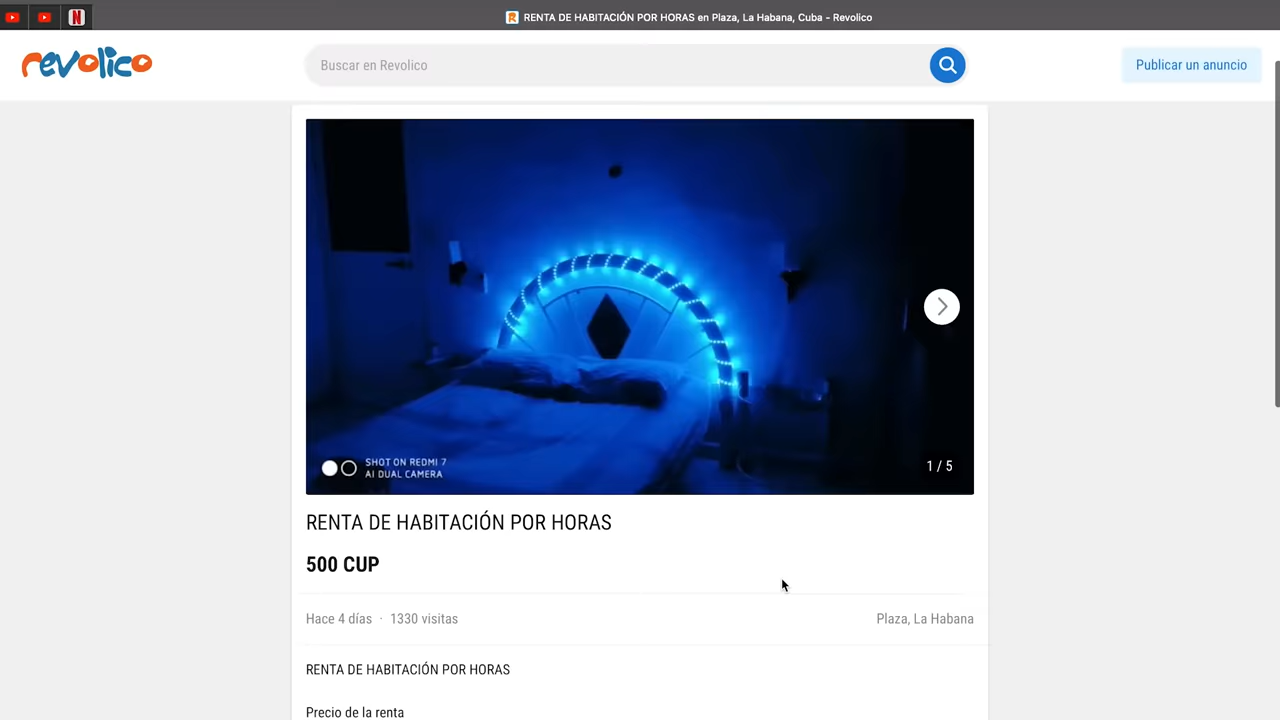 RENTA DE HABITACIÓN POR HORAS en Plaza, La Habana, Cuba - Revolico
revolico
Buscar en Revolico
Publicar un anuncio
SHOT ON REDMI 7
AI DUAL CAMERA
1 / 5
RENTA DE HABITACIÓN POR HORAS
500 CUP
Hace 4 días · 1330 visitas
Plaza, La Habana
RENTA DE HABITACIÓN POR HORAS
Precio de la renta